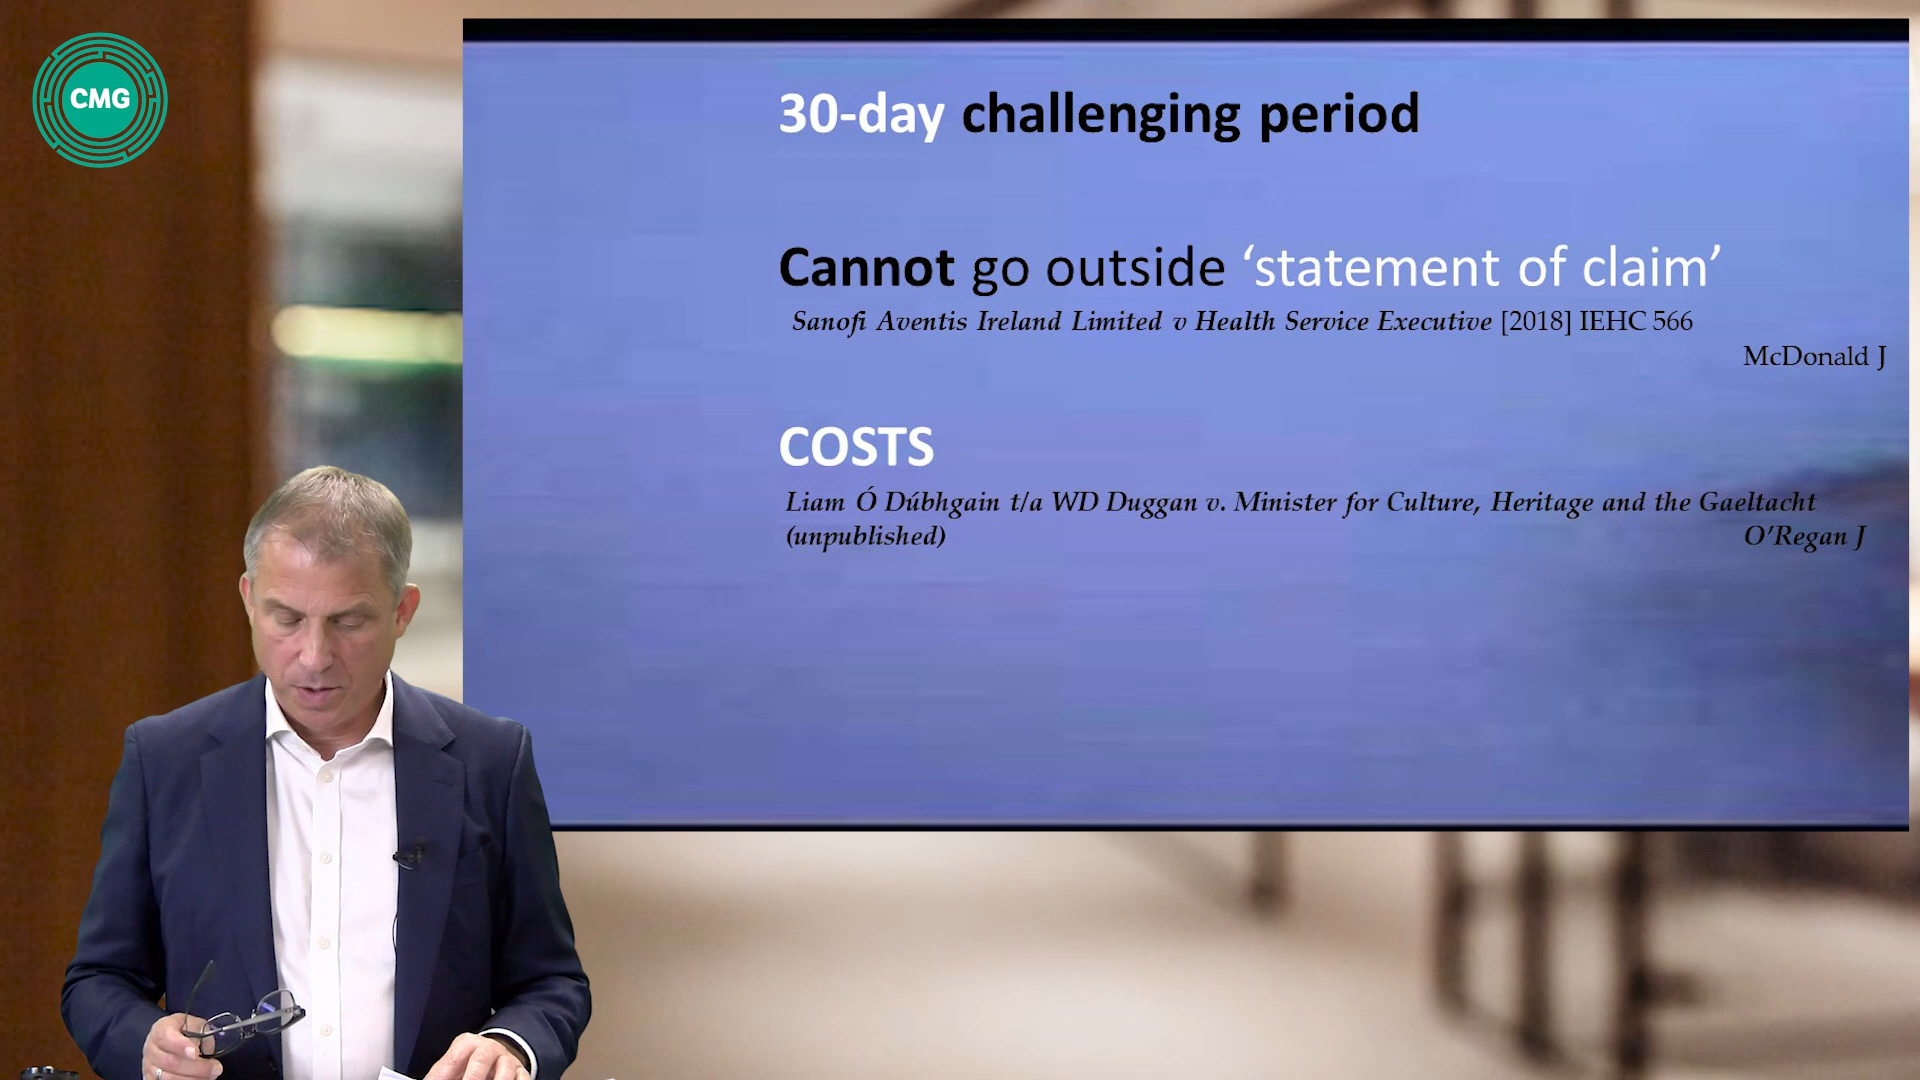 CMG
30-day challenging period
Cannot go outside ‘statement of claim’
Sanofi Aventis Ireland Limited v Health Service Executive [2018] IEHC 566
McDonald J
COSTS
Liam Ó Dúbhgain t/a WD Duggan v. Minister for Culture, Heritage and the Gaeltacht
(unpublished) O’Regan J